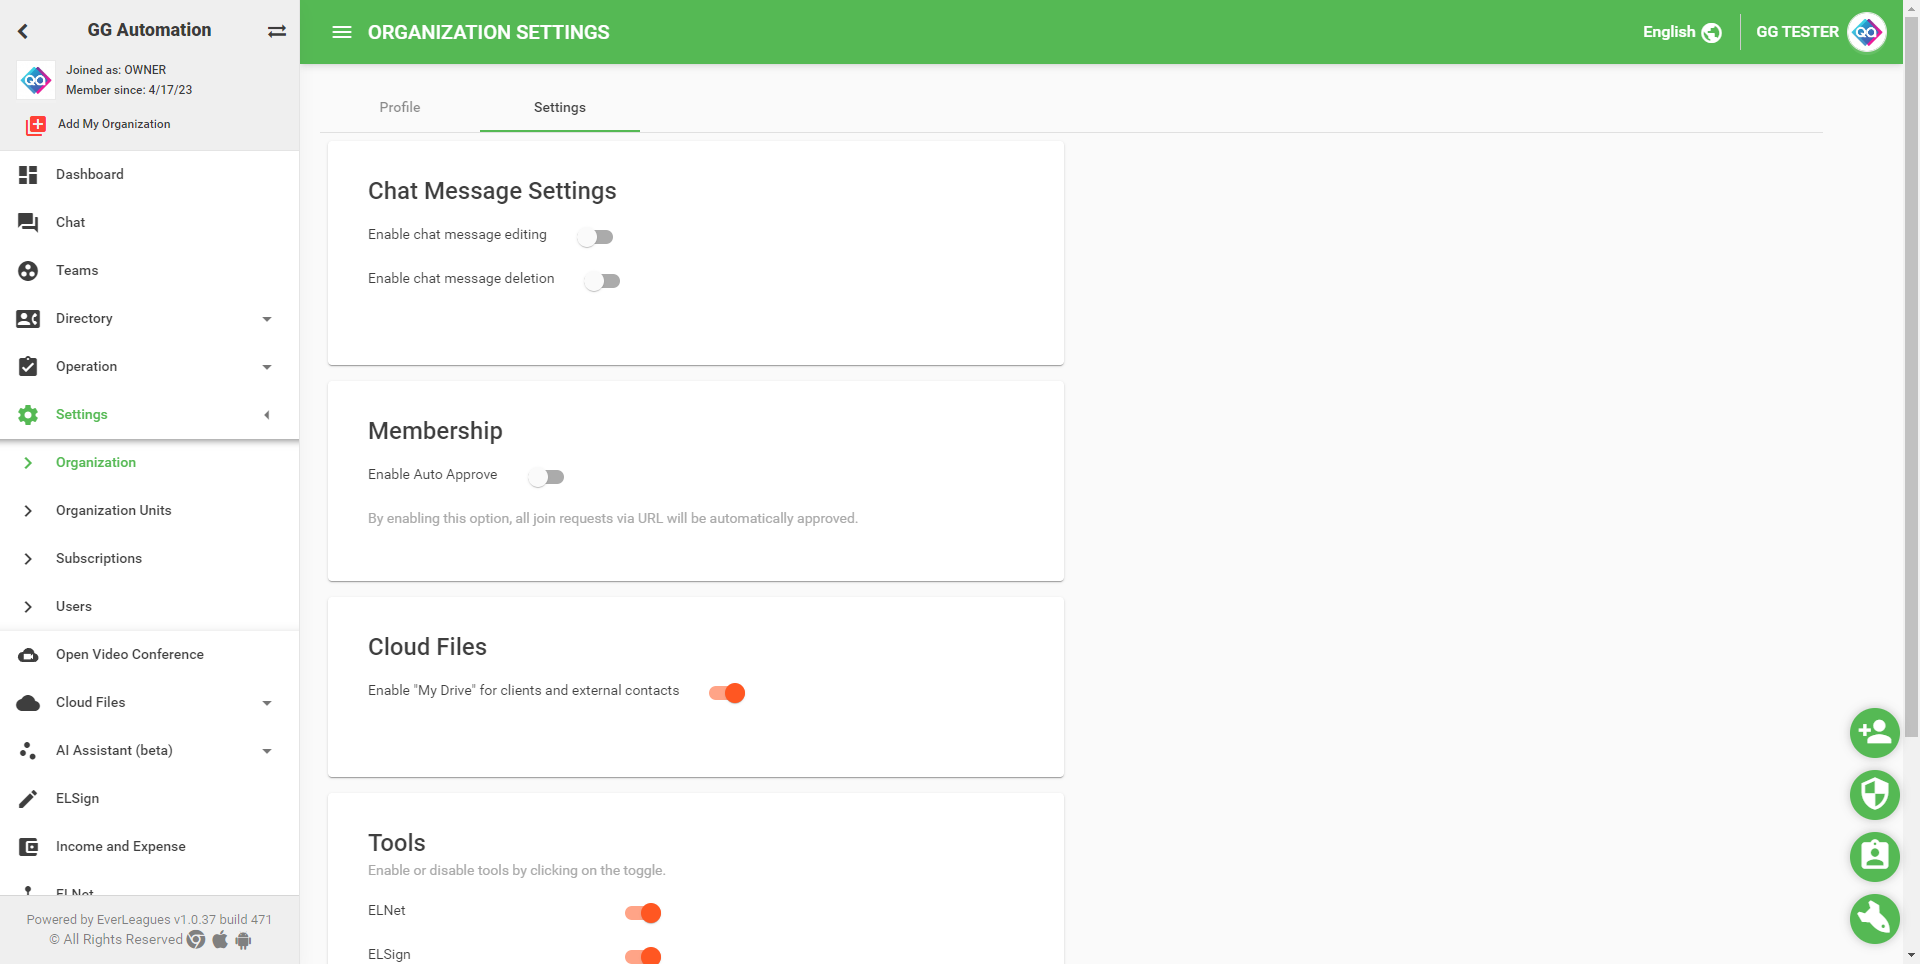 GG Automation
Joined as: OWNER
Member since: 4/17/23
Add My Organization
Dashboard
Chat
Teams
Directory
Operation
Settings
Organization
Organization Units
Subscriptions
Users
Open Video Conference
Cloud Files
AI Assistant (beta)
ELSign
Income and Expense
ELNet
Powered by EverLeagues v1.0.37 build 471
© All Rights Reserved
ORGANIZATION SETTINGS
English
GG TESTER
Profile
Settings
Chat Message Settings
Enable chat message editing
Enable chat message deletion
Membership
Enable Auto Approve
By enabling this option, all join requests via URL will be automatically approved.
Cloud Files
Enable "My Drive" for clients and external contacts
Tools
Enable or disable tools by clicking on the toggle.
ELNet
ELSign